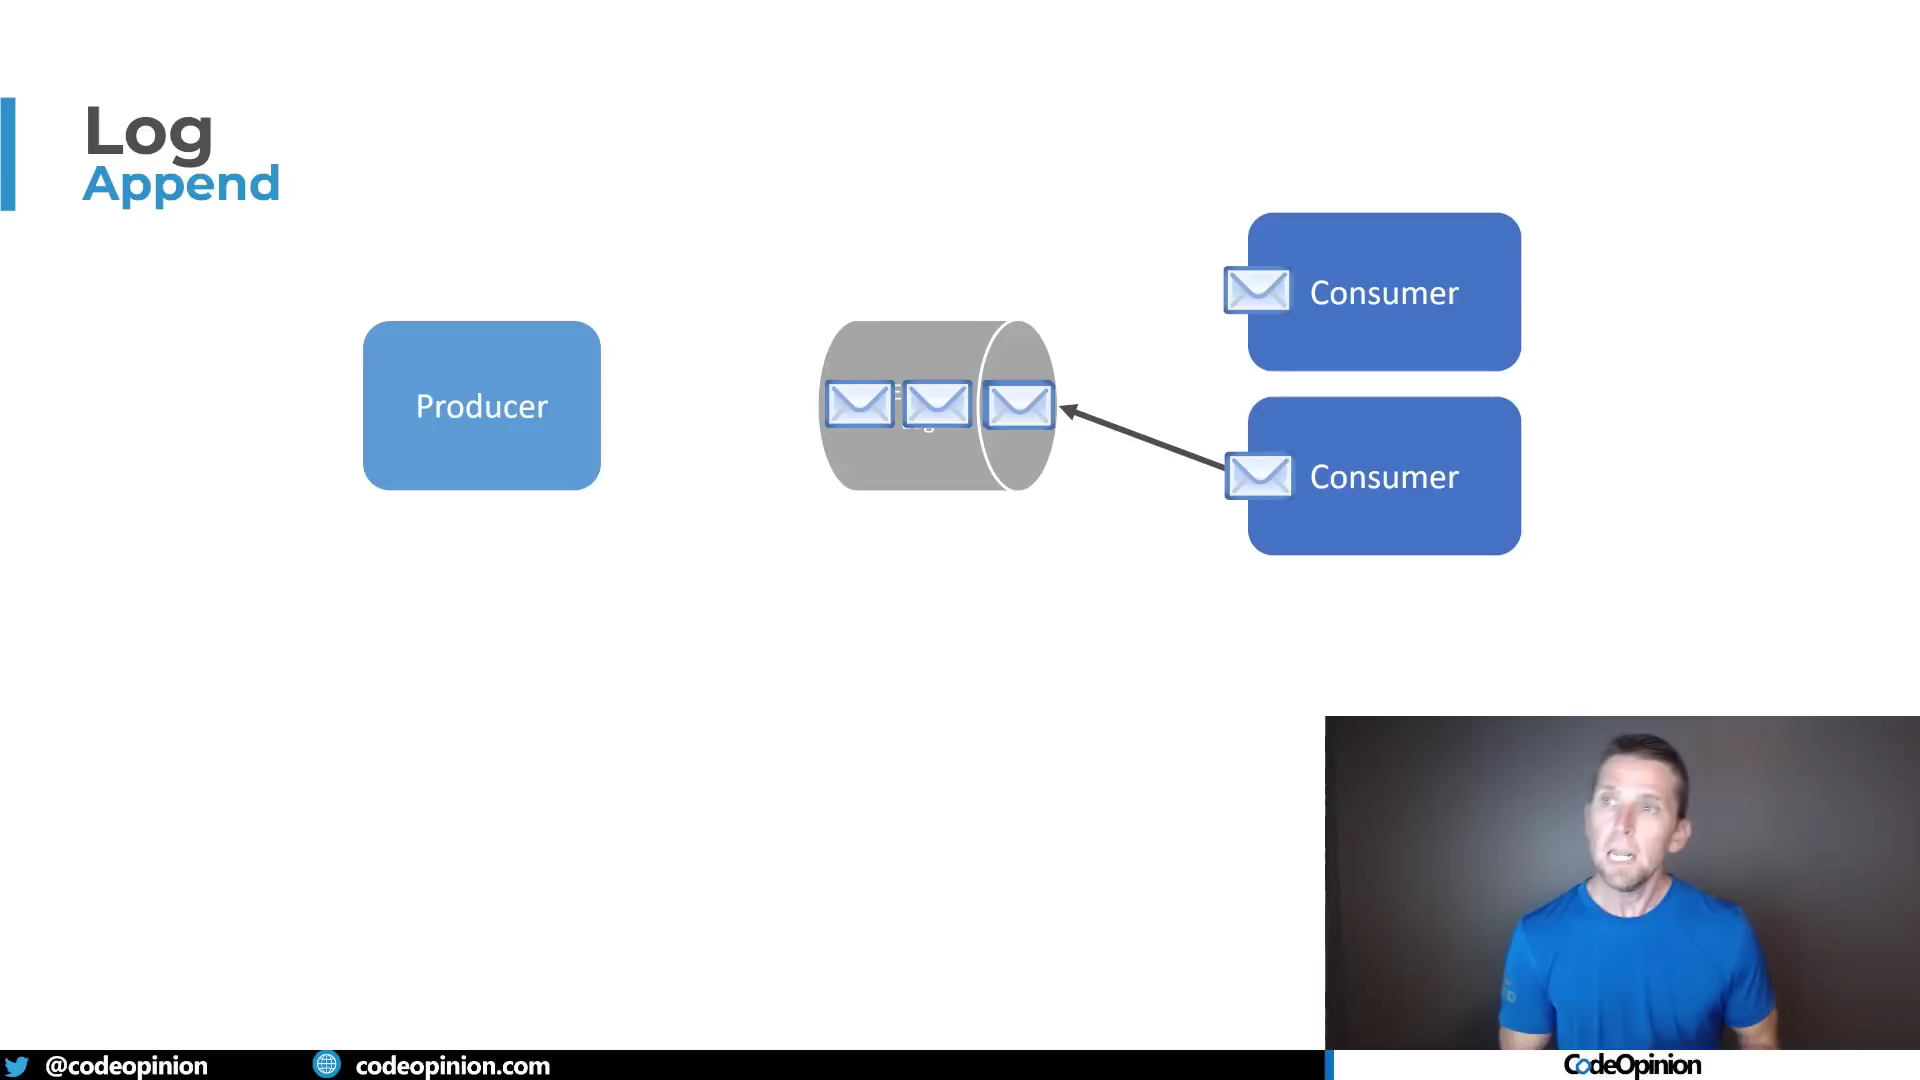 Log
Append
Consumer
Producer
Consumer
@codeopinion
codeopinion.com
CodeOpinion